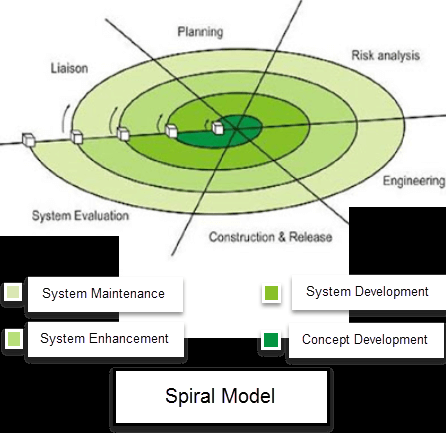 Planning
Risk analysis
Liaison
Engineering
System Evaluation
Construction & Release
System Maintenance
System Development
System Enhancement
Concept Development
Spiral Model